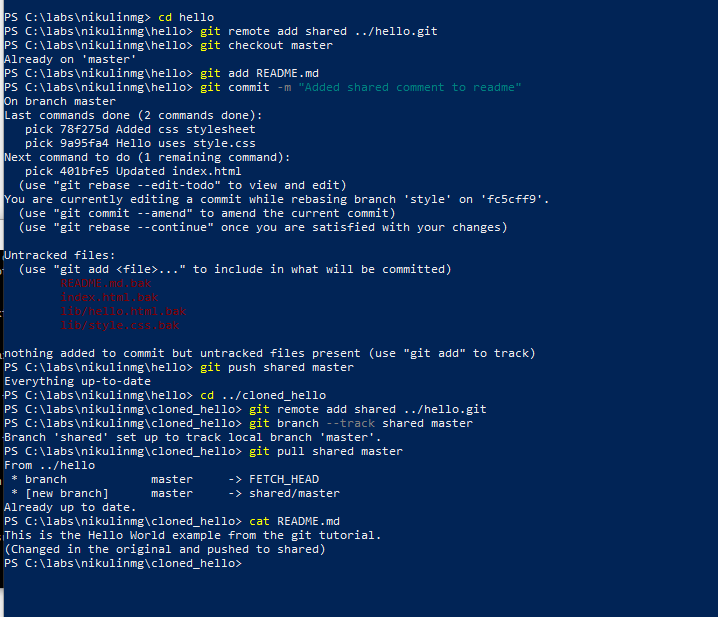 PS C:\labs\nikulinmg> cd hello
PS C:\labs\nikulinmg\hello> git remote add shared ../hello.git
PS C:\labs\nikulinmg\hello> git checkout master
Already on 'master'
PS C:\labs\nikulinmg\hello> git add README.md
PS C:\labs\nikulinmg\hello> git commit -m "Added shared comment to readme"
On branch master
Last commands done (2 commands done):
   pick 78f275d Added css stylesheet
   pick 9a95fa4 Hello uses style.css
Next command to do (1 remaining command):
   pick 401bfe5 Updated index.html
  (use "git rebase --edit-todo" to view and edit)
You are currently editing a commit while rebasing branch 'style' on 'fc5cff9'.
  (use "git commit --amend" to amend the current commit)
  (use "git rebase --continue" once you are satisfied with your changes)

Untracked files:
  (use "git add <file>..." to include in what will be committed)
        README.md.bak
        index.html.bak
        lib/hello.html.bak
        lib/style.css.bak

nothing added to commit but untracked files present (use "git add" to track)
PS C:\labs\nikulinmg\hello> git push shared master
Everything up-to-date
PS C:\labs\nikulinmg\hello> cd ../cloned_hello
PS C:\labs\nikulinmg\cloned_hello> git remote add shared ../hello.git
PS C:\labs\nikulinmg\cloned_hello> git branch --track shared master
Branch 'shared' set up to track local branch 'master'.
PS C:\labs\nikulinmg\cloned_hello> git pull shared master
From ../hello
 * branch            master     -> FETCH_HEAD
 * [new branch]      master     -> shared/master
Already up to date.
PS C:\labs\nikulinmg\cloned_hello> cat README.md
This is the Hello World example from the git tutorial.
(Changed in the original and pushed to shared)
PS C:\labs\nikulinmg\cloned_hello>